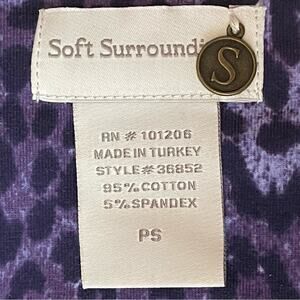 Soft Surroundi
S
RN # 101206
MADE IN TURKEY
STYLE# 36852
95% COTTON
5% SPANDEX
PS